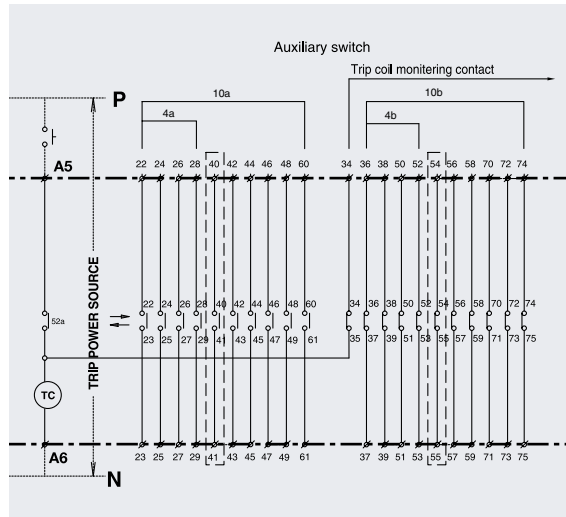 Auxiliary switch
Trip coil monitering contact
P
10a
10b
4a
4b
22 24 26 28 40 42 44 46 48 60 34 36 38 50 52 54 56 58 70 72 74
A5
TRIP POWER SOURCE
52a
22 24 26 28 40 42 44 46 48 60 34 36 38 50 52 54 56 58 70 72 74
23 25 27 29 41 43 45 47 49 61 35 37 39 51 53 55 57 59 71 73 75
TC
A6
23 25 27 29 41 43 45 47 49 61 37 39 51 53 55 57 59 71 73 75
N